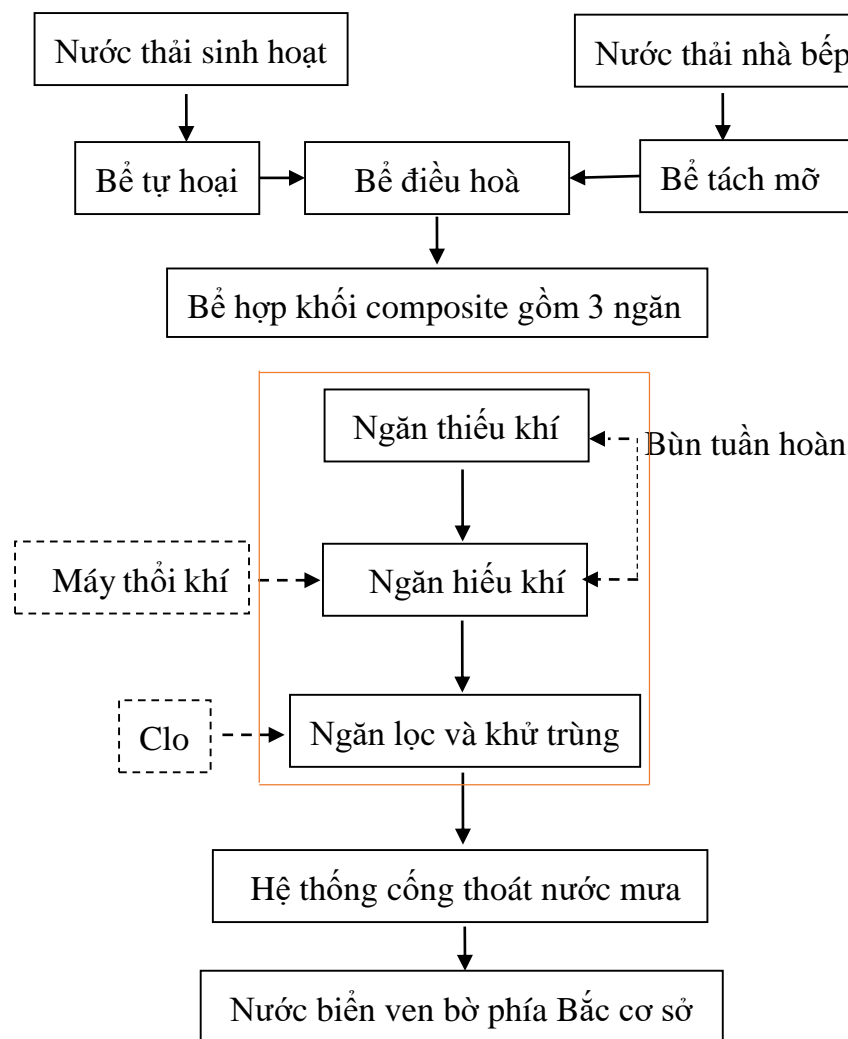 Nước thải sinh hoạt
Nước thải nhà bếp
Bể tự hoại
Bể điều hoà
Bể tách mỡ
Bể hợp khối composite gồm 3 ngăn
Ngăn thiếu khí
Bùn tuần hoàn
Máy thổi khí
Ngăn hiếu khí
Clo
Ngăn lọc và khử trùng
Hệ thống cống thoát nước mưa
Nước biển ven bờ phía Bắc cơ sở